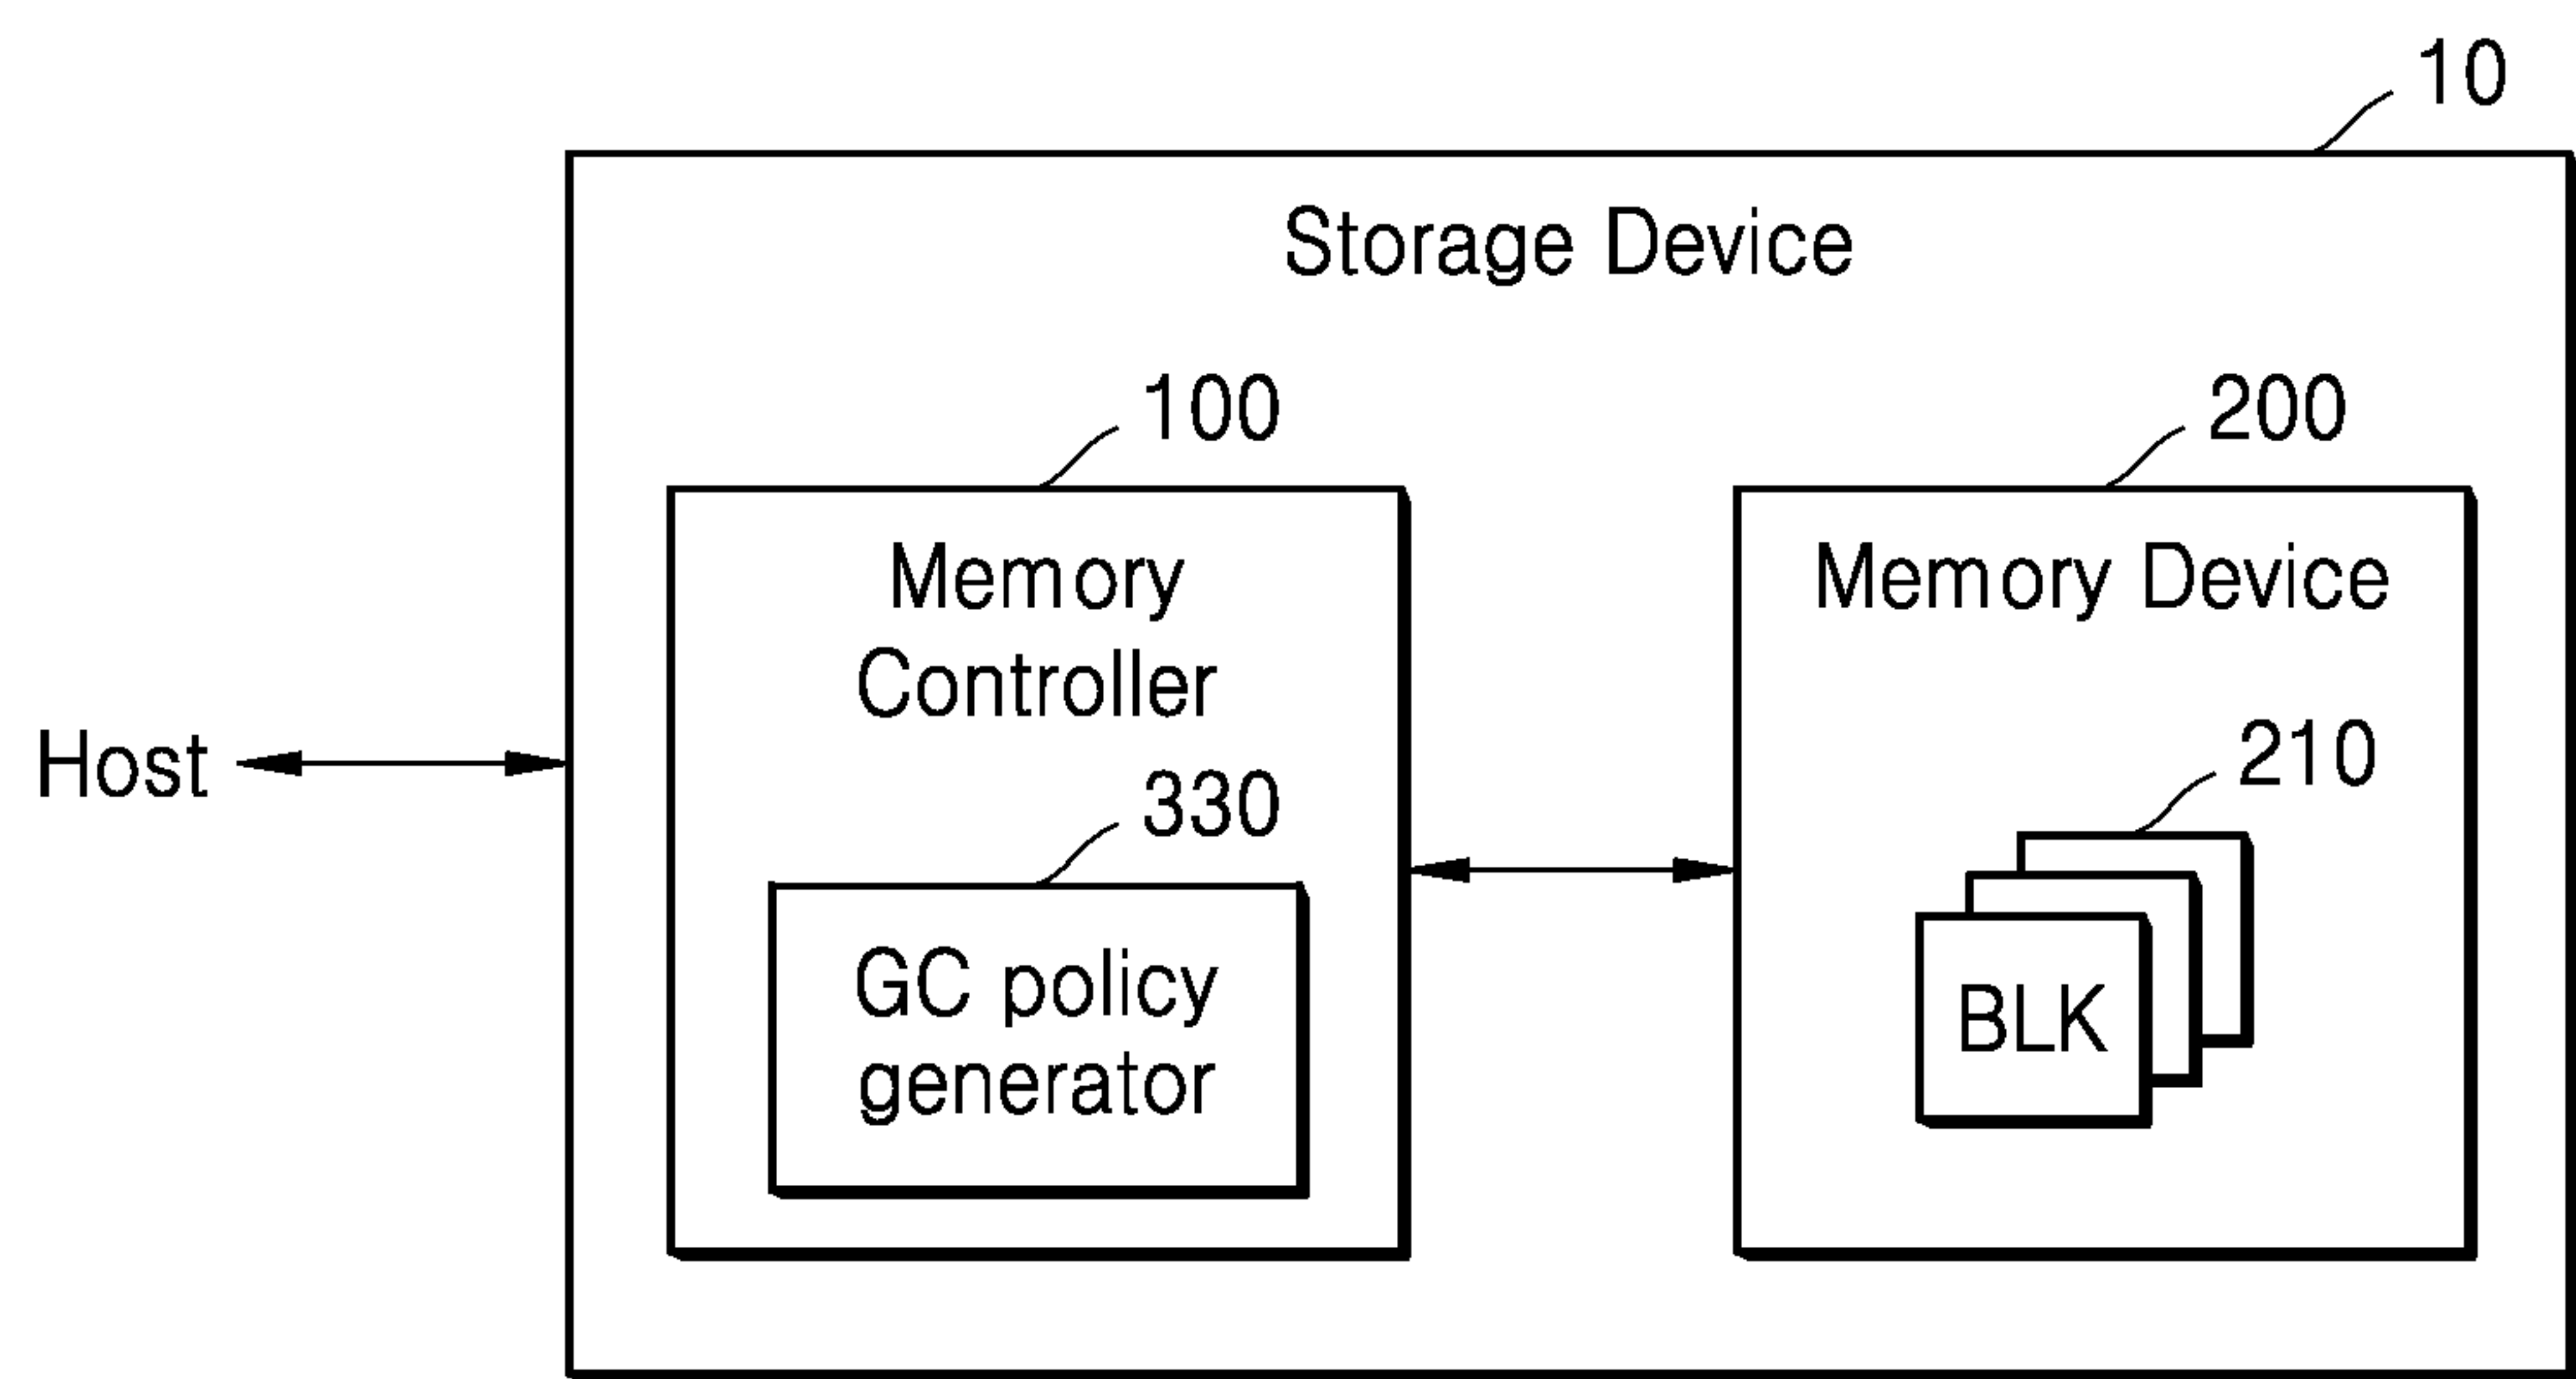 10
Storage Device
100
200
Memory
Controller
Memory Device
Host
330
210
GC policy
generator
BLK